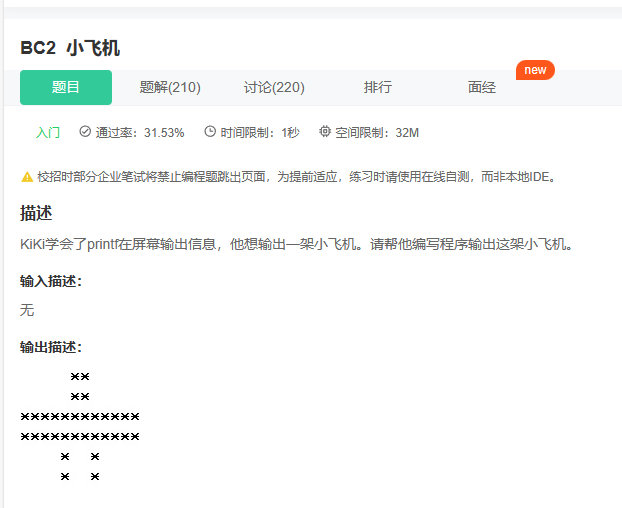 BC2 小飞机
new
题目 题解(210) 讨论(220) 排行 面经
入门 通过率：31.53% 时间限制：1秒 空间限制：32M
校招时部分企业笔试将禁止编程题跳出页面，为提前适应，练习时请使用在线自测，而非本地IDE。
描述
KiKi学会了printf在屏幕输出信息，他想输出一架小飞机。请帮他编写程序输出这架小飞机。
输入描述：
无
输出描述：
     **
     **
************
************
    *  *
    *  *